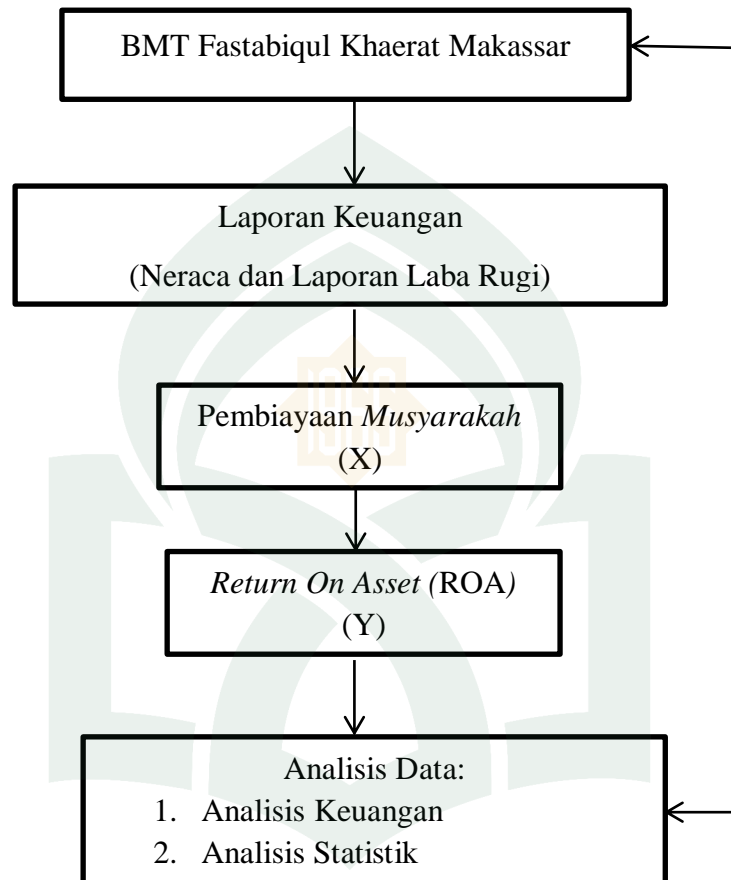 BMT Fastabiqul Khaerat Makassar
Laporan Keuangan
(Neraca dan Laporan Laba Rugi)
Pembiayaan Musyarakah
(X)
Return On Asset (ROA)
(Y)
Analisis Data:
1. Analisis Keuangan
2. Analisis Statistik